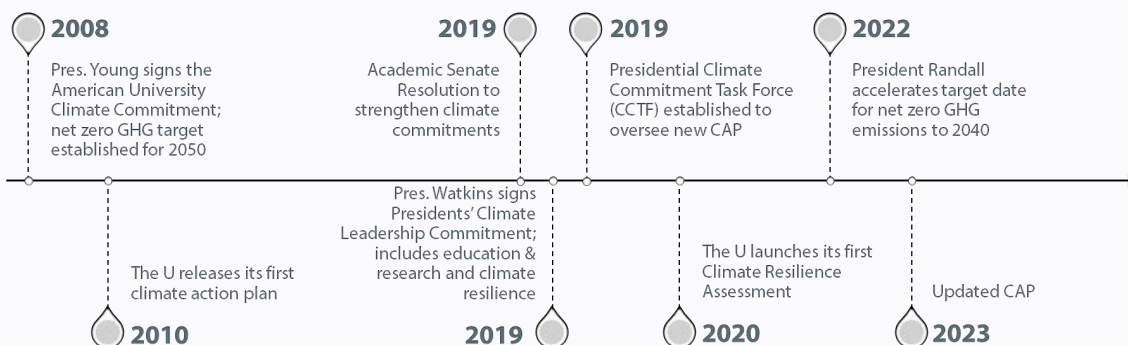 2008
Pres. Young signs the
American University
Climate Commitment;
net zero GHG target
established for 2050
2019
Academic Senate
Resolution to
strengthen climate
commitments
2019
Presidential Climate
Commitment Task Force
(CCTF) established to
oversee new CAP
2022
President Randall
accelerates target date
for net zero GHG
emissions to 2040
The U releases its first
climate action plan
2010
Pres. Watkins signs
Presidents' Climate
Leadership Commitment;
includes education &
research and climate
resilience
2019
The U launches its first
Climate Resilience
Assessment
2020
Updated CAP
2023